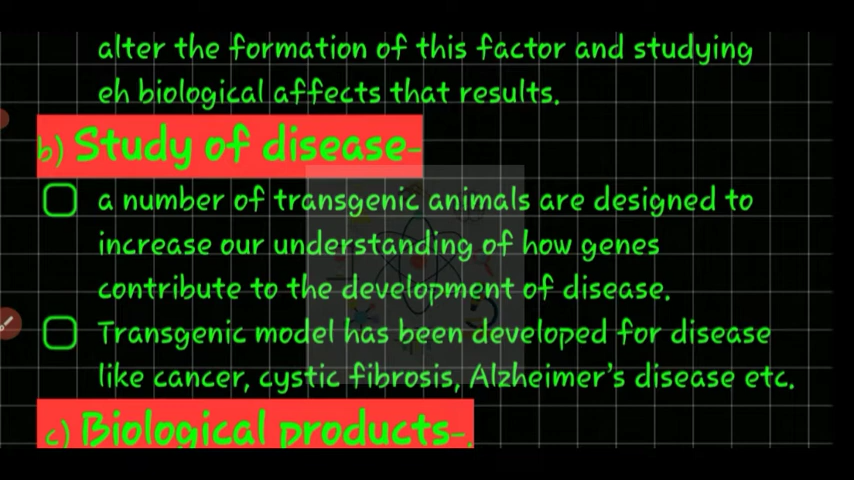 alter the formation of this factor and studying
eh biological affects that results.
b) Study of disease-
a number of transgenic animals are designed to
increase our understanding of how genes
contribute to the development of disease.
Transgenic model has been developed for disease
like cancer, cystic fibrosis, Alzheimer's disease etc.
c) Biological products-.